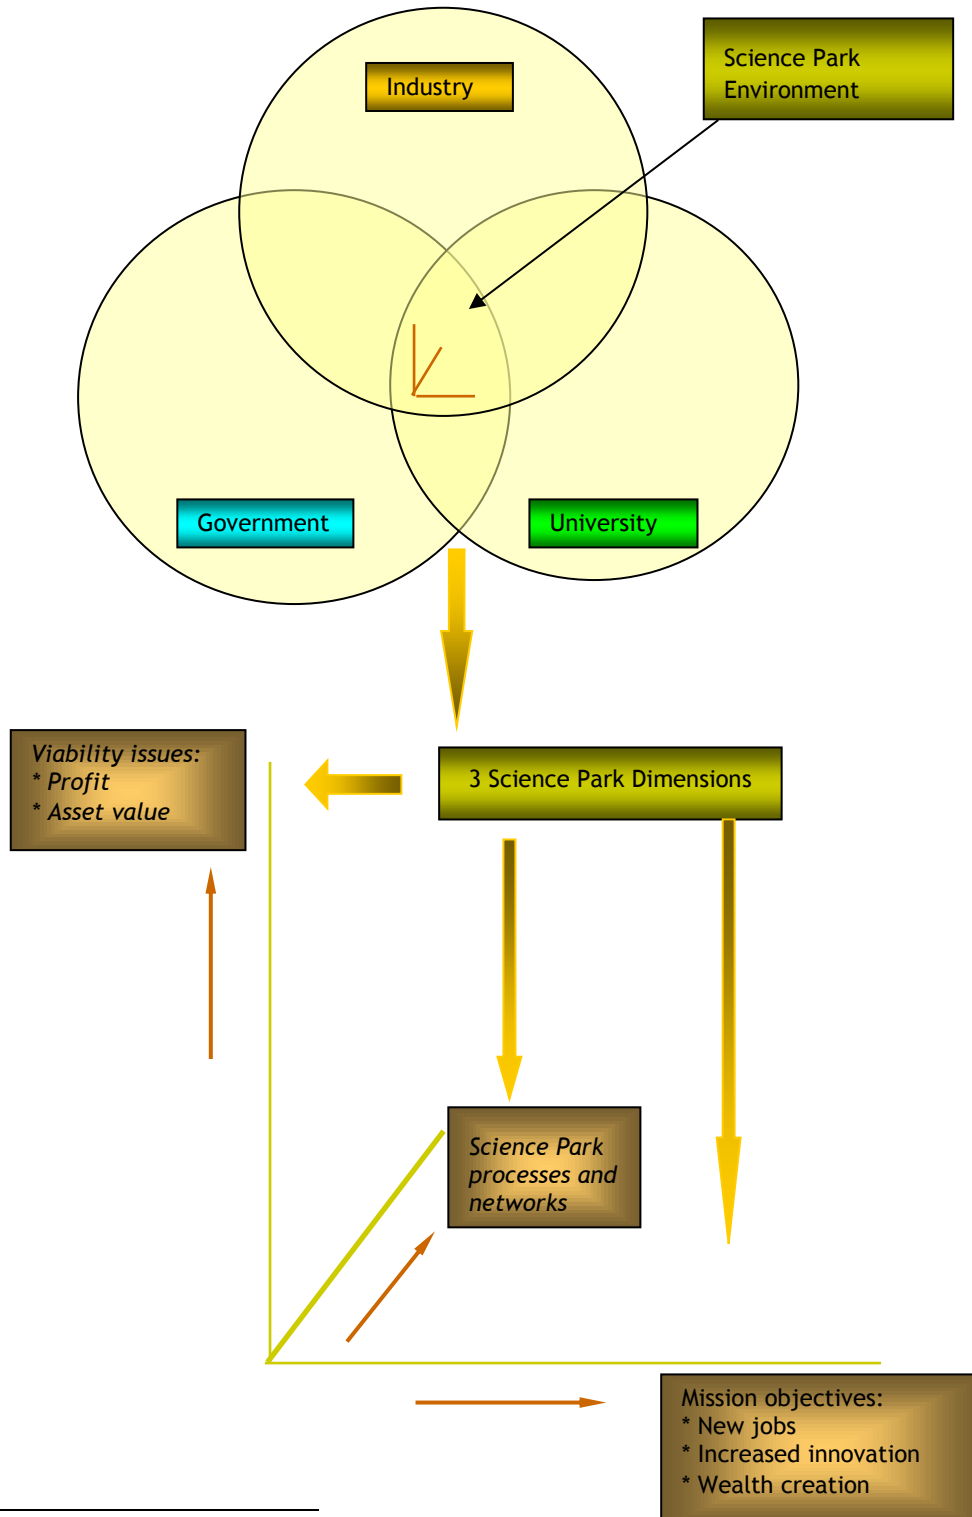 Industry
Science Park
Environment
Government
University
Viability issues:
* Profit
* Asset value
3 Science Park Dimensions
Science Park
processes and
networks
Mission objectives:
* New jobs
* Increased innovation
* Wealth creation